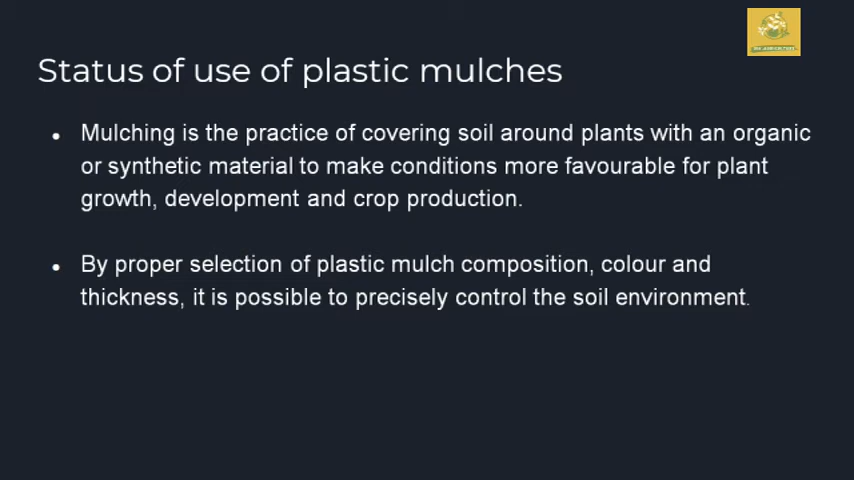 Status of use of plastic mulches
• Mulching is the practice of covering soil around plants with an organic
or synthetic material to make conditions more favourable for plant
growth, development and crop production.
• By proper selection of plastic mulch composition, colour and
thickness, it is possible to precisely control the soil environment.